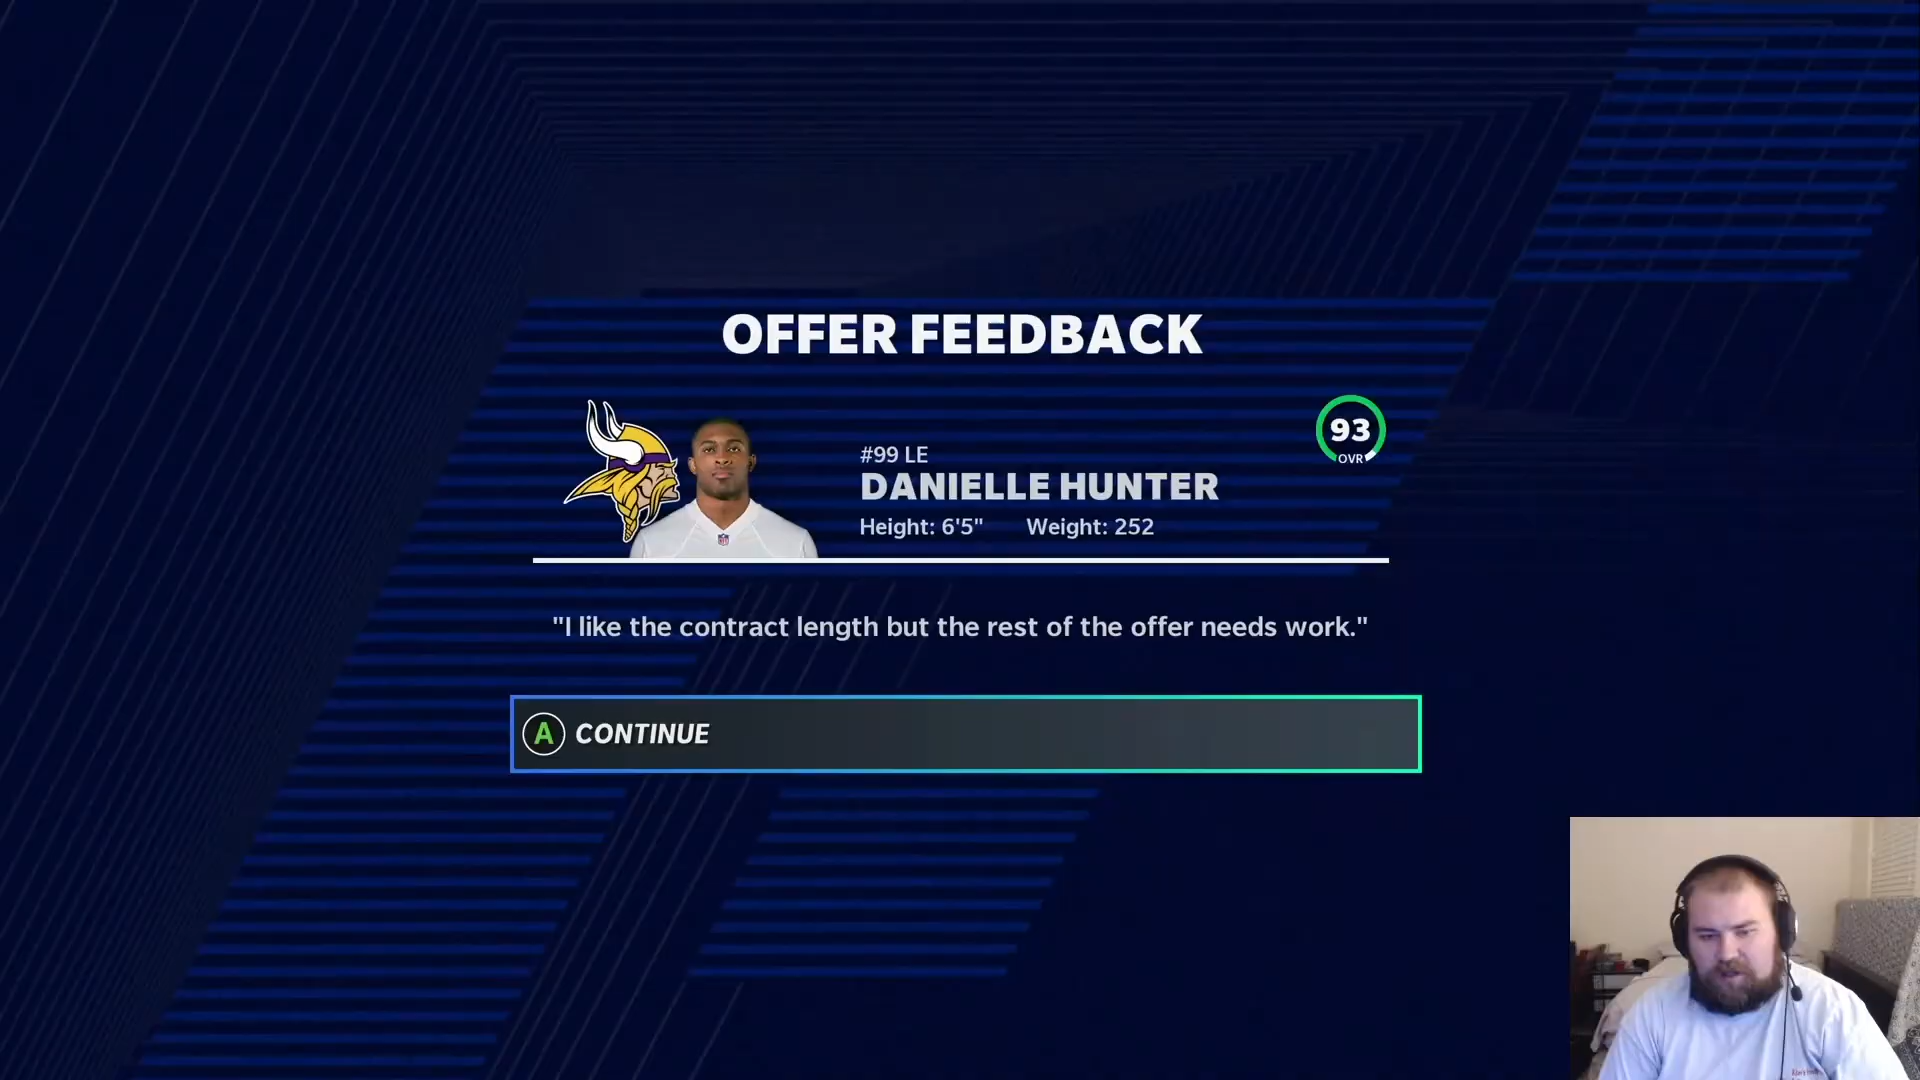 OFFER FEEDBACK
93
OVR
#99 LE
DANIELLE HUNTER
Height: 6'5" Weight: 252
"I like the contract length but the rest of the offer needs work."
A CONTINUE